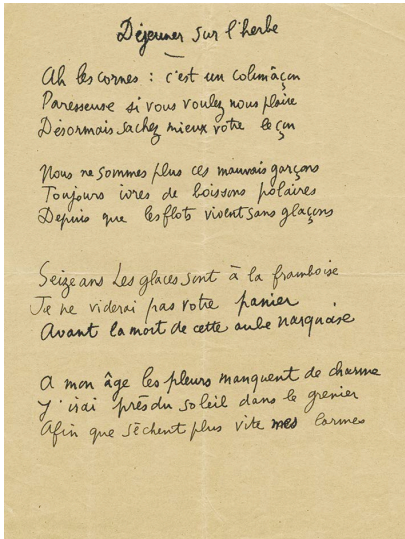 Déjeuner sur l'herbe
Ah les cornes : c'est un colimâçon
Paresseuse si vous voulez nous plaire
Désormais sachez mieux votre leçon
Nous ne sommes plus ces mauvais garçons
Toujours ivres de boissons polaires
Depuis que les flots vivent sans glaçons
Seize ans Les glaces sont à la framboise
Je ne viderai pas votre panier
Avant la mort de cette aube narquoise
A mon âge les pleurs manquent de charme
J'irai près du soleil dans le grenier
Afin que sèchent plus vite mes larmes